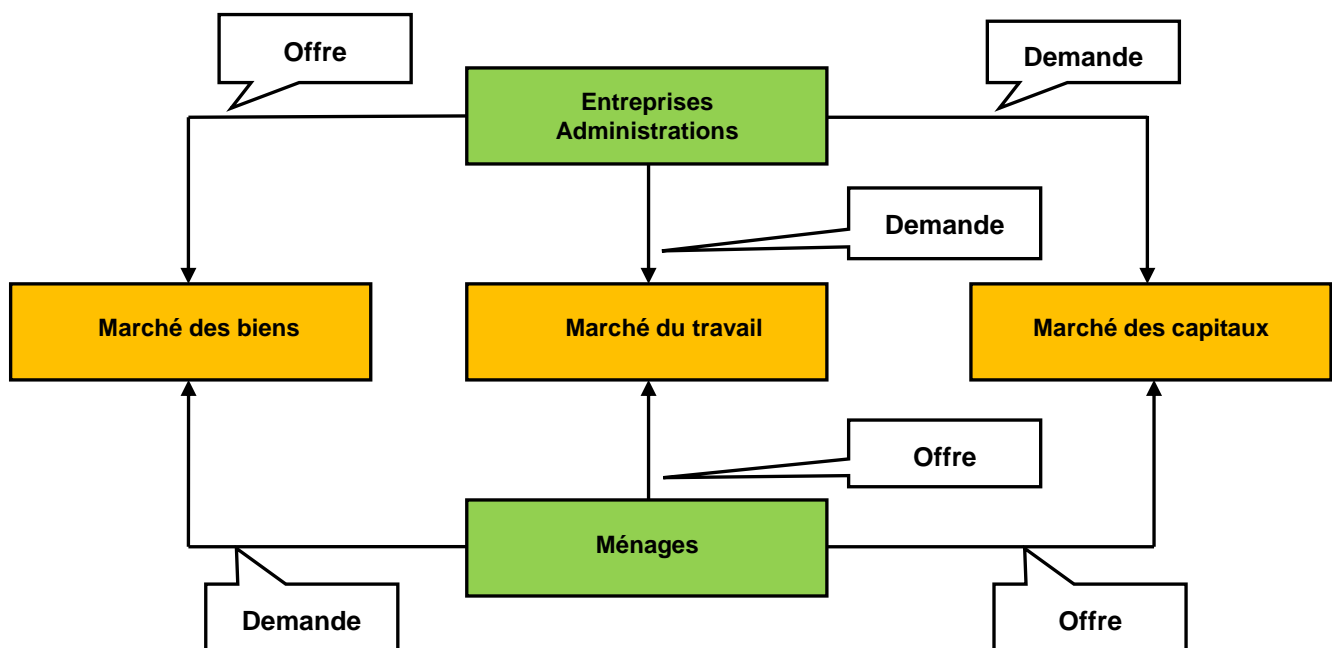 Offre
Demande
Entreprises
Administrations
Demande
Marché des biens
Marché du travail
Marché des capitaux
Offre
Ménages
Demande
Offre